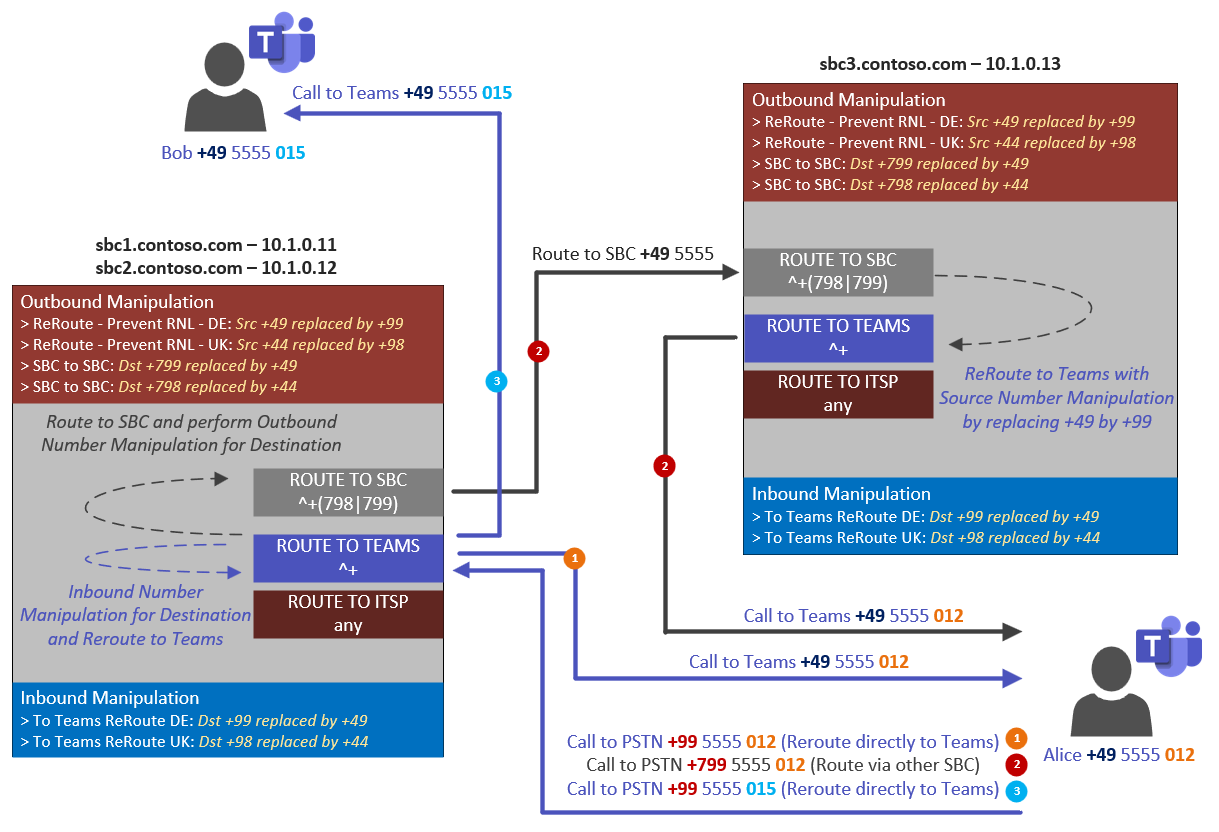 T
Call to Teams +49 5555 015
Bob +49 5555 015
sbc1.contoso.com – 10.1.0.11
sbc2.contoso.com – 10.1.0.12
Outbound Manipulation
> ReRoute - Prevent RNL - DE: Src +49 replaced by +99
> ReRoute - Prevent RNL - UK: Src +44 replaced by +98
> SBC to SBC: Dst +799 replaced by +49
> SBC to SBC: Dst +798 replaced by +44
Route to SBC and perform Outbound
Number Manipulation for Destination
ROUTE TO SBC
^+(798|799)
ROUTE TO TEAMS
^+
Inbound Number
Manipulation for Destination
and Reroute to Teams
ROUTE TO ITSP
any
Inbound Manipulation
> To Teams ReRoute DE: Dst +99 replaced by +49
> To Teams ReRoute UK: Dst +98 replaced by +44
3
Route to SBC +49 5555
2
1
2
sbc3.contoso.com – 10.1.0.13
Outbound Manipulation
> ReRoute - Prevent RNL - DE: Src +49 replaced by +99
> ReRoute - Prevent RNL - UK: Src +44 replaced by +98
> SBC to SBC: Dst +799 replaced by +49
> SBC to SBC: Dst +798 replaced by +44
ROUTE TO SBC
^+(798|799)
ROUTE TO TEAMS
^+
ROUTE TO ITSP
any
ReRoute to Teams with
Source Number Manipulation
by replacing +49 by +99
Inbound Manipulation
> To Teams ReRoute DE: Dst +99 replaced by +49
> To Teams ReRoute UK: Dst +98 replaced by +44
Call to Teams +49 5555 012
Call to Teams +49 5555 012
T
Alice +49 5555 012
Call to PSTN +99 5555 012 (Reroute directly to Teams) 1
Call to PSTN +799 5555 012 (Route via other SBC) 2
Call to PSTN +99 5555 015 (Reroute directly to Teams) 3